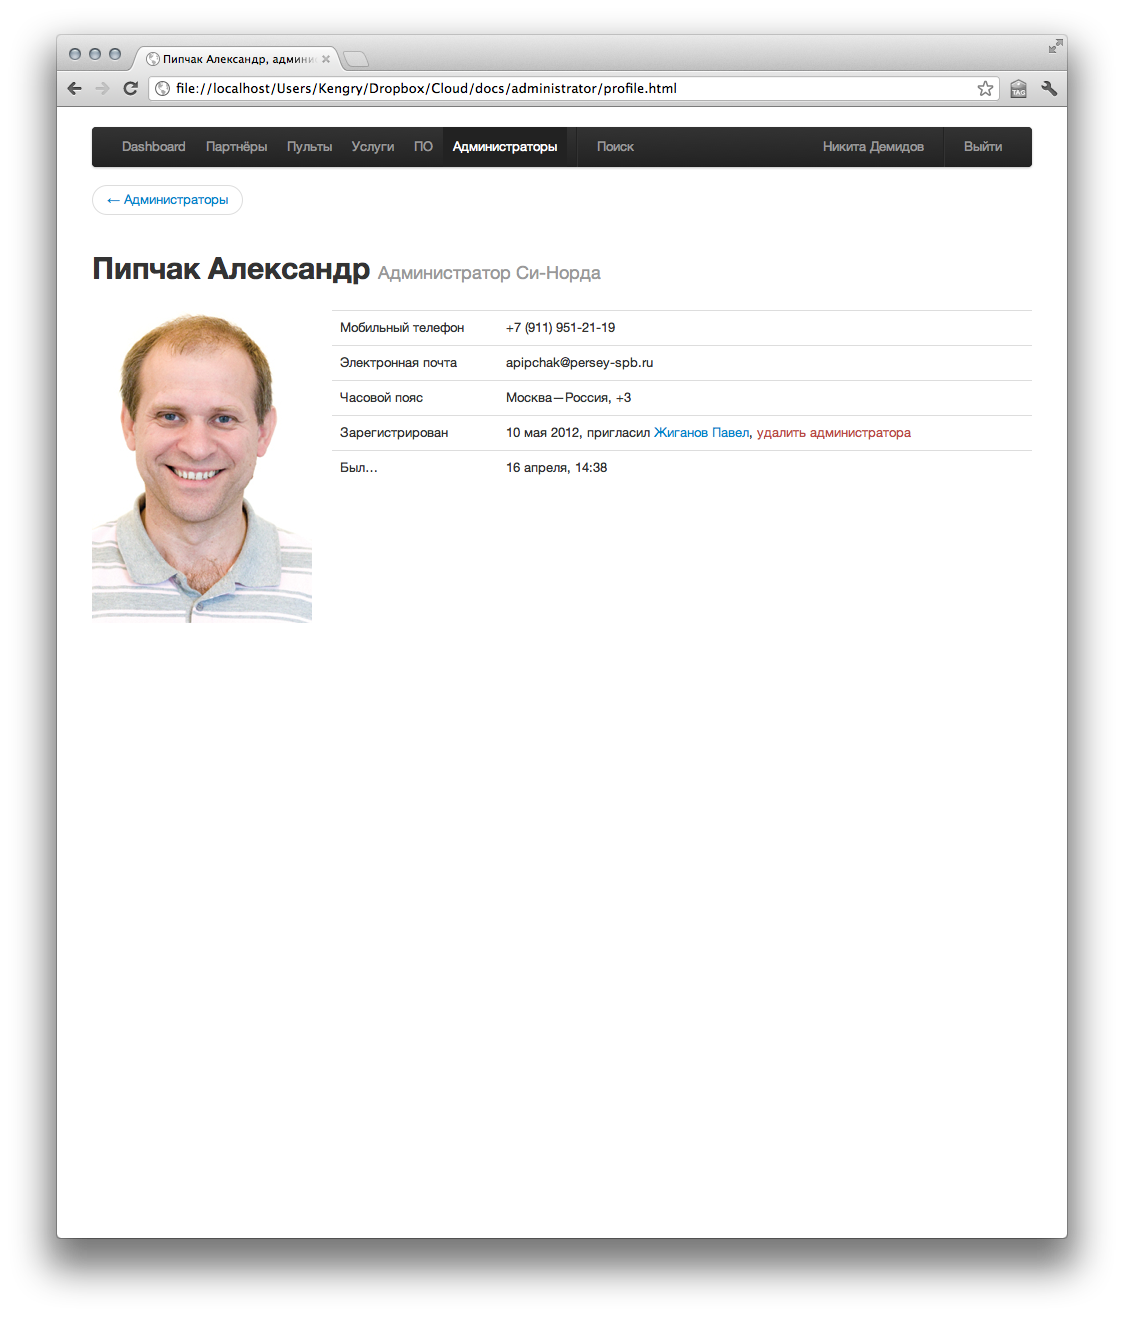 Пипчак Александр, админи
file://localhost/Users/Kengry/Dropbox/Cloud/docs/administrator/profile.html
TAG
Dashboard Партнёры Пульты Услуги ПО Администраторы Поиск Никита Демидов Выйти
← Администраторы
Пипчак Александр Администратор Си-Норда
Мобильный телефон +7 (911) 951-21-19
Электронная почта apipchak@persey-spb.ru
Часовой пояс Москва—Россия, +3
Зарегистрирован 10 мая 2012, пригласил Жиганов Павел, удалить администратора
Был... 16 апреля, 14:38